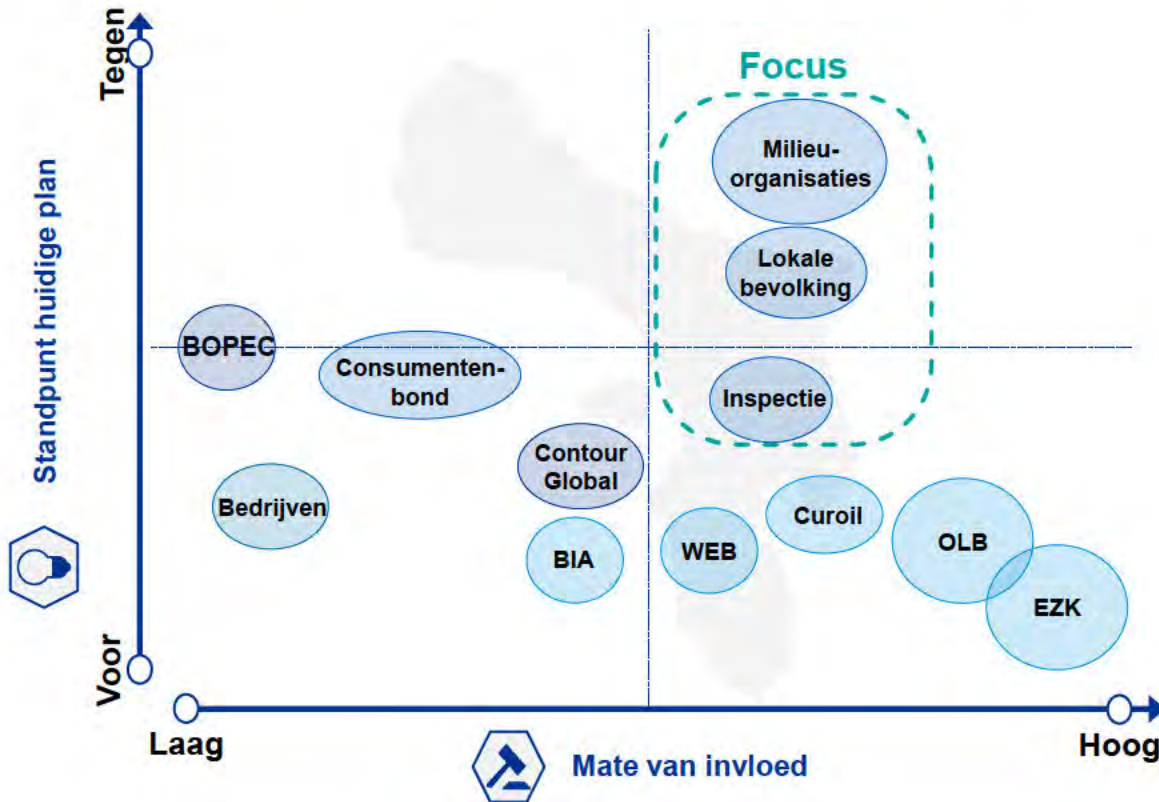 Tegen
Focus
Milieu-
organisaties
Lokale
bevolking
Standpunt huidige plan
BOPEC
Consumenten-
bond
Inspectie
Contour
Global
Bedrijven
Curoil
BIA
WEB
OLB
EZK
Voor
Laag
Hoog
Mate van invloed